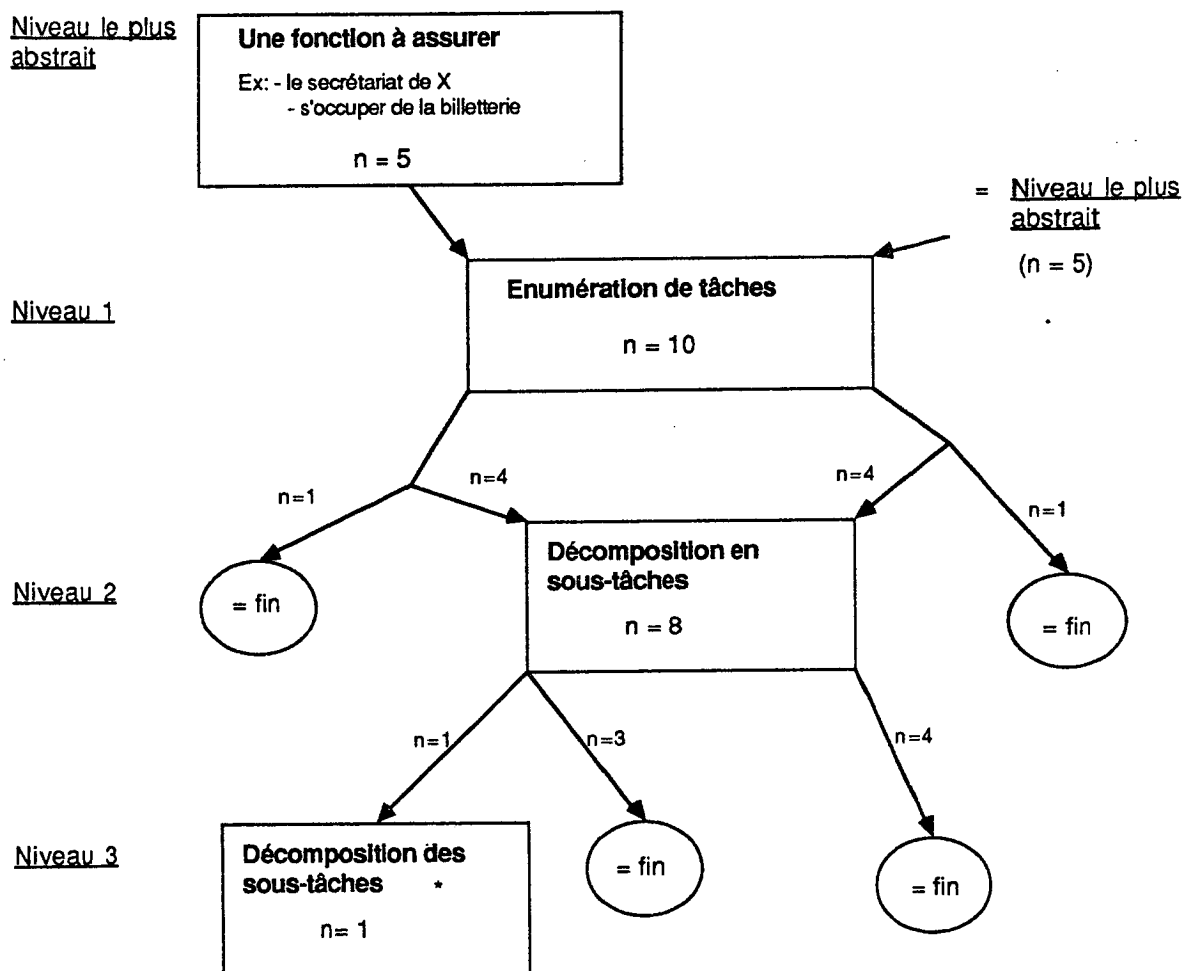 Niveau le plus
abstrait
Une fonction à assurer
Ex: - le secrétariat de X
- s'occuper de la billetterie
n = 5
= Niveau le plus
abstrait
(n = 5)
Niveau 1
Enumération de tâches
n = 10
n=1
n=4
n=4
n=1
Niveau 2
= fin
Décomposition en
sous-tâches
n = 8
= fin
n=1
n=3
n=4
Niveau 3
Décomposition des
sous-tâches *
n= 1
= fin
= fin